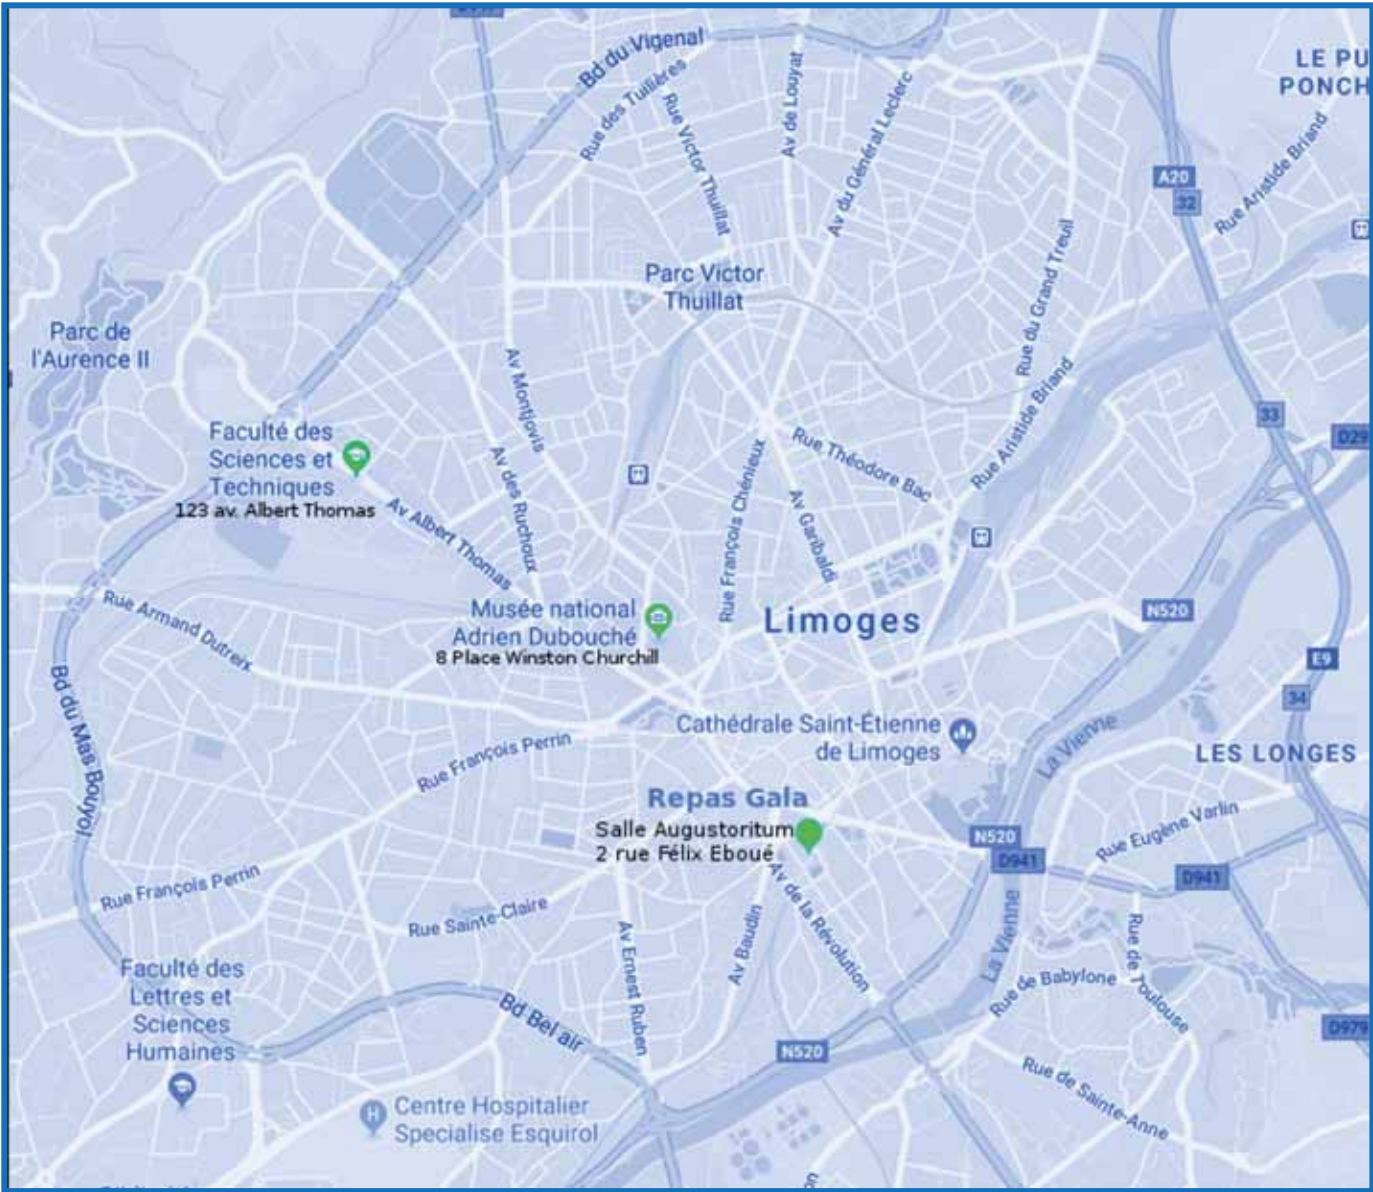 Bd du Vigenal
Rue des Tuilières
Rue Victor Thuillat
Av de Louyat
Av du Général Leclerc
LE PU
PONCH
A20
32
Rue Aristide Briand
Rue du Grand Treuil
Parc Victor
Thuillat
Parc de
l'Aurence II
Av Montjovis
Rue Aristide Briand
33
D29
Faculté des
Sciences et
Techniques
123 av. Albert Thomas
Av Albert Thomas
Av des Ruchoux
Rue François Chénieux
Rue Théodore Bac
Av Garibaldi
Rue Armand Dutreix
Musée national
Adrien Dubouché
8 Place Winston Churchill
Limoges
N520
E9
34
Bd du Mas Bouyol
Rue François Perrin
Cathédrale Saint-Étienne
de Limoges
La Vienne
LES LONGES
Repas Gala
Salle Augustoritum
2 rue Félix Eboué
N520
D941
Rue Eugène Varlin
D941
Rue François Perrin
Rue Sainte-Claire
Av Ernest Ruben
Av Baudin
Av de la Révolution
La Vienne
Rue de Babylone
Rue de Toulouse
Faculté des
Lettres et
Sciences
Humaines
Bd Bel air
N520
D979
Rue de Sainte-Anne
H
Centre Hospitalier
Specialise Esquirol